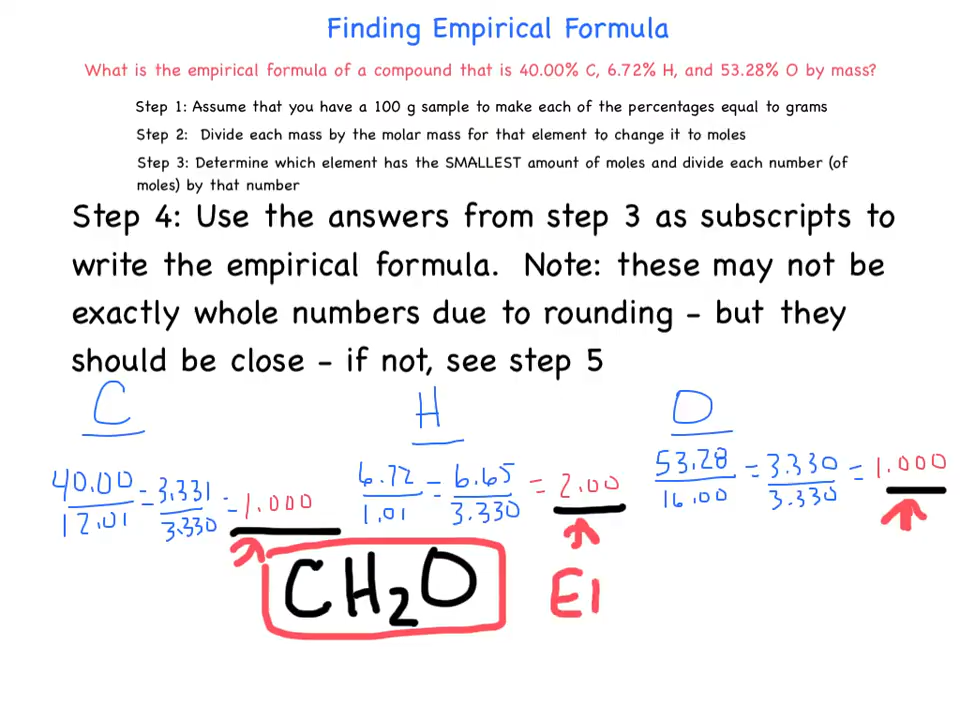 Finding Empirical Formula
What is the empirical formula of a compound that is 40.00% C, 6.72% H, and 53.28% O by mass?
Step 1: Assume that you have a 100 g sample to make each of the percentages equal to grams
Step 2: Divide each mass by the molar mass for that element to change it to moles
Step 3: Determine which element has the SMALLEST amount of moles and divide each number (of
moles) by that number
Step 4: Use the answers from step 3 as subscripts to
write the empirical formula. Note: these may not be
exactly whole numbers due to rounding - but they
should be close - if not, see step 5
C H O
40.00/12.01 = 3.331/3.330 = 1.000
6.72/1.01 = 6.65/3.330 = 2.00
53.28/16.00 = 3.330/3.330 = 1.000
CH₂O
EI